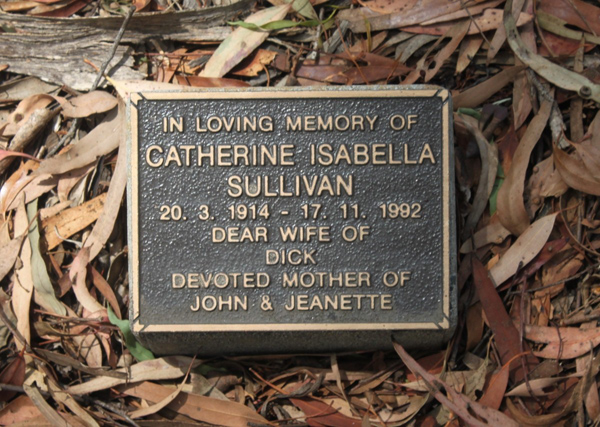 IN LOVING MEMORY OF
CATHERINE ISABELLA
SULLIVAN
20. 3. 1914 - 17. 11. 1992
DEAR WIFE OF
DICK
DEVOTED MOTHER OF
JOHN & JEANETTE